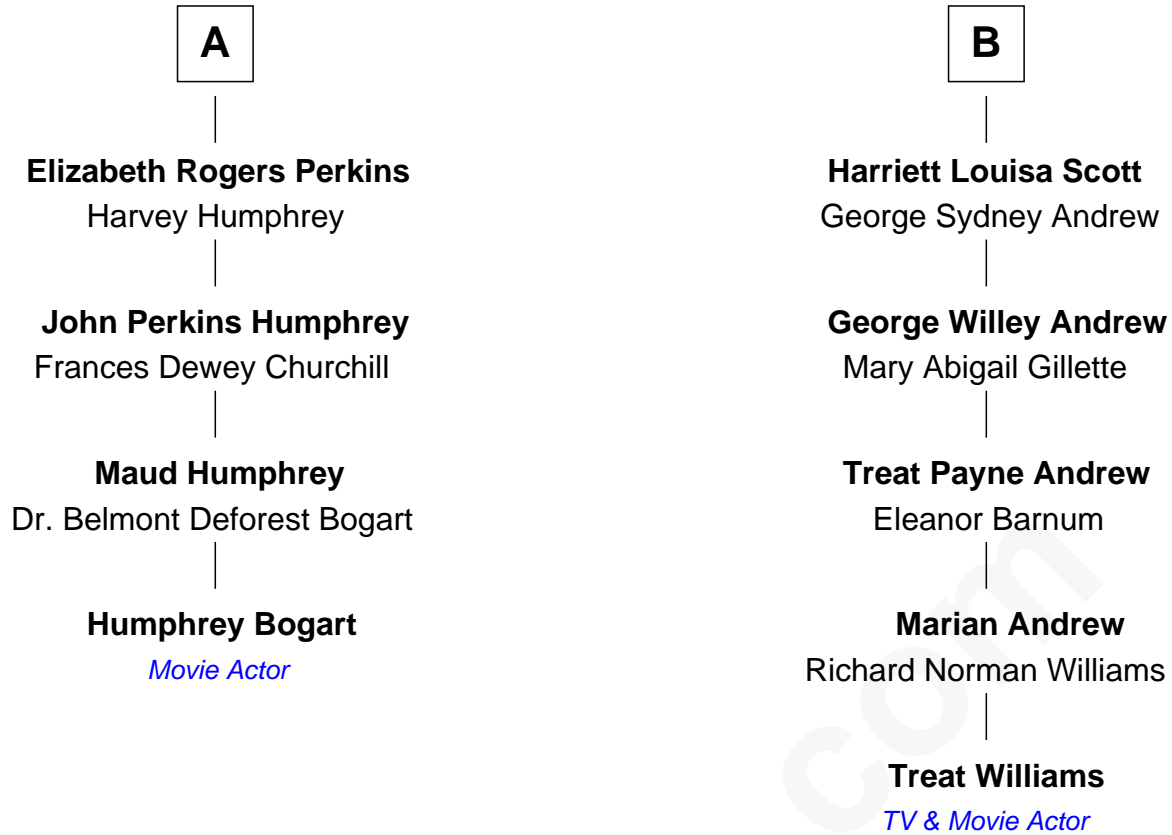 A
Elizabeth Rogers Perkins
Harvey Humphrey
John Perkins Humphrey
Frances Dewey Churchill
Maud Humphrey
Dr. Belmont Deforest Bogart
Humphrey Bogart
Movie Actor
B
Harriett Louisa Scott
George Sydney Andrew
George Willey Andrew
Mary Abigail Gillette
Treat Payne Andrew
Eleanor Barnum
Marian Andrew
Richard Norman Williams
Treat Williams
TV & Movie Actor
com